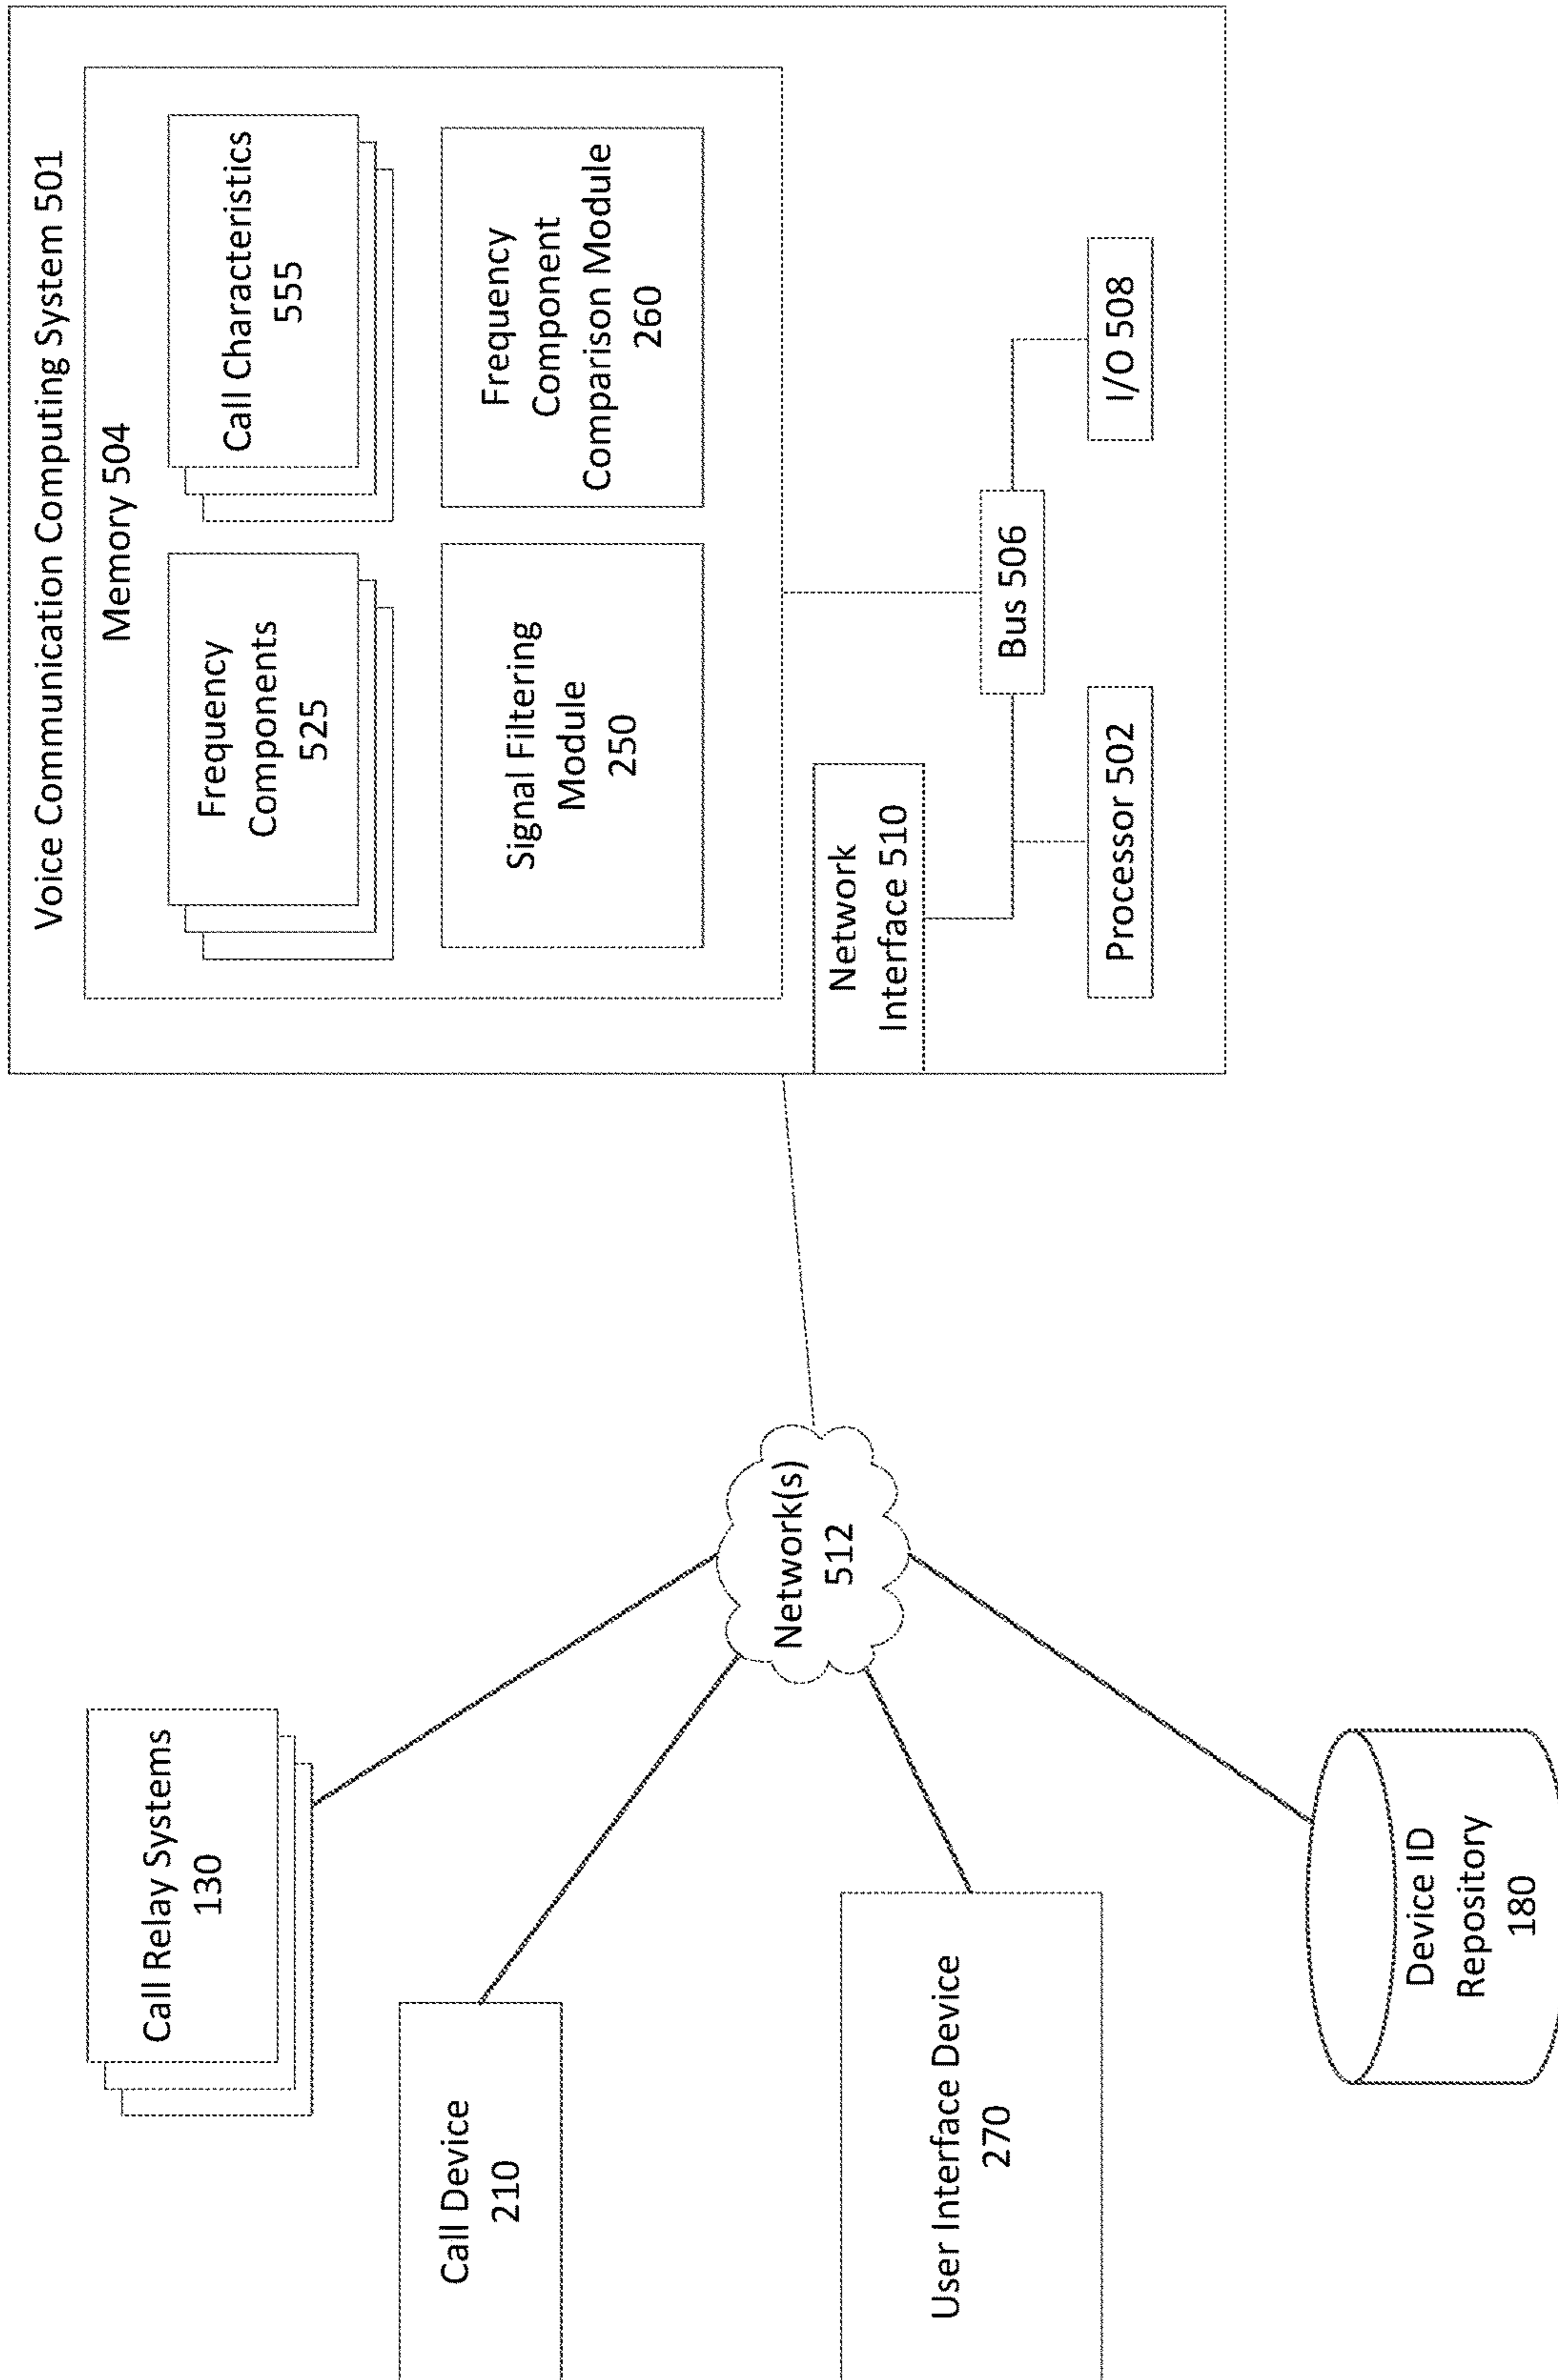 Voice Communication Computing System 501
Memory 504
Frequency
Components
525
Call Characteristics
555
Signal Filtering
Module
250
Frequency
Component
Comparison Module
260
Network
Interface 510
Bus 506
Processor 502
I/O 508
Network(s)
512
Call Relay Systems
130
Call Device
210
User Interface Device
270
Device ID
Repository
180